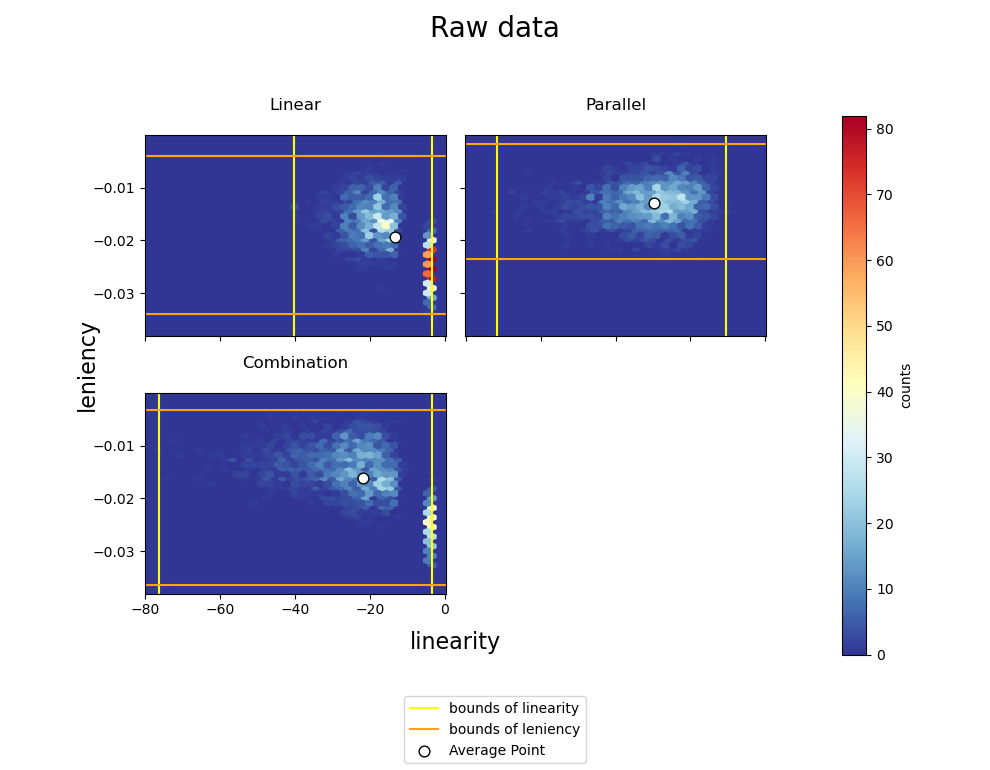 Raw data
Linear
Parallel
−0.01
−0.02
−0.03
Combination
−0.01
−0.02
−0.03
−80
−60
−40
−20
0
leniency
linearity
80
70
60
50
40
30
20
10
0
counts
bounds of linearity
bounds of leniency
Average Point